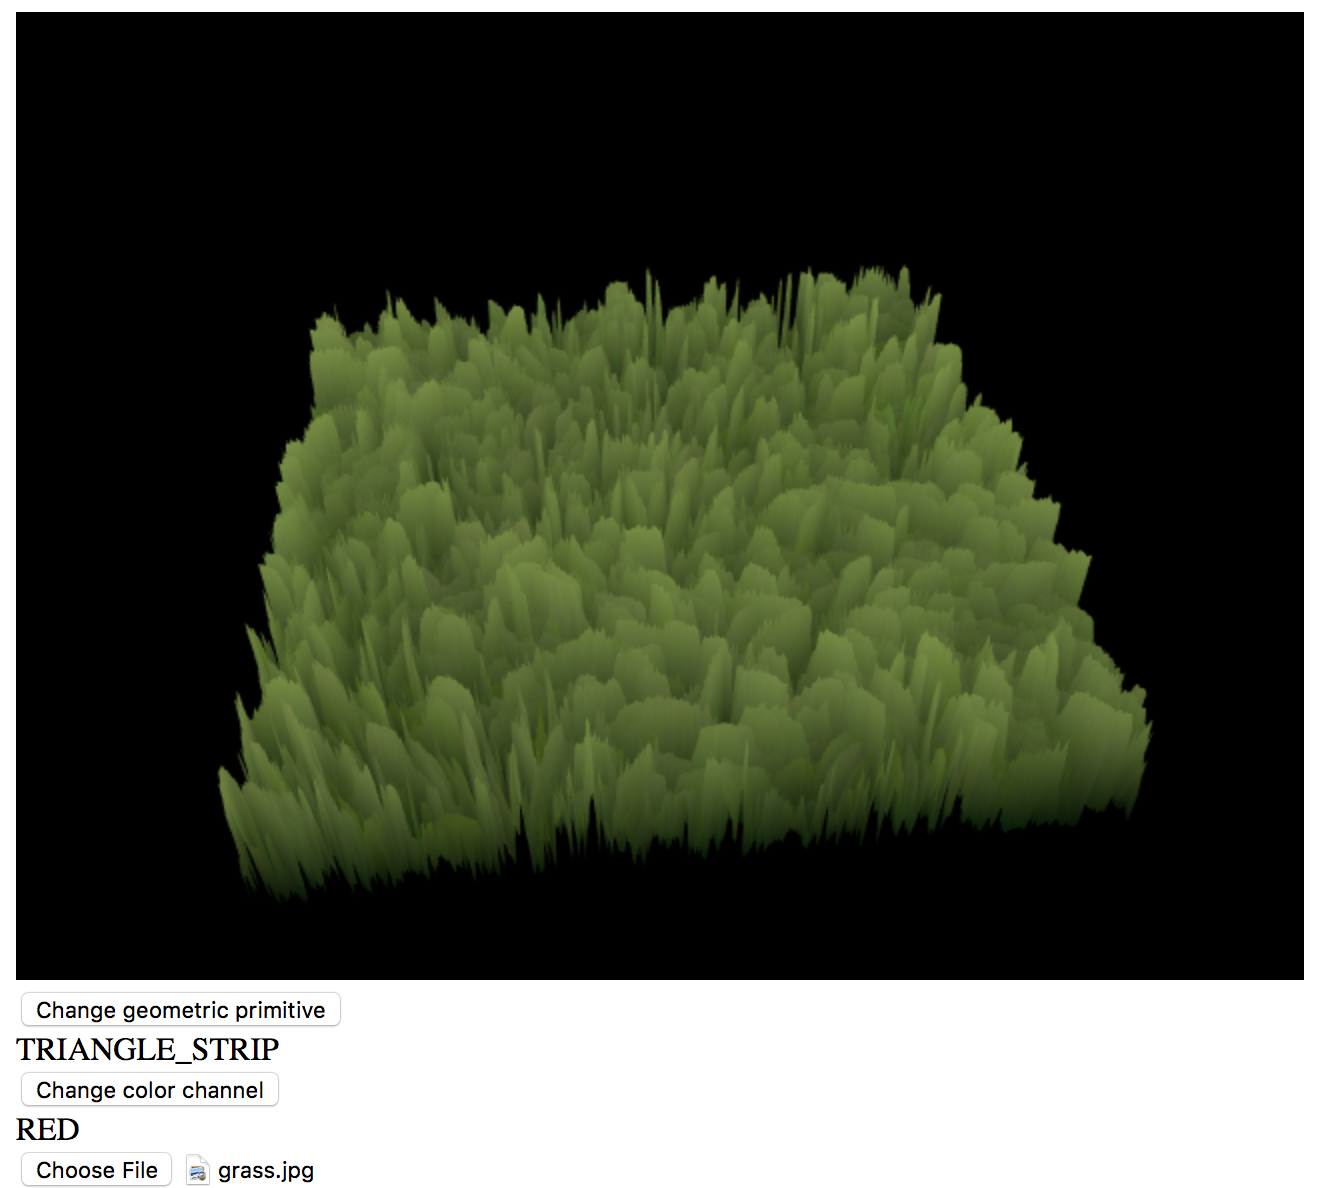 Change geometric primitive
TRIANGLE_STRIP
Change color channel
RED
Choose File grass.jpg